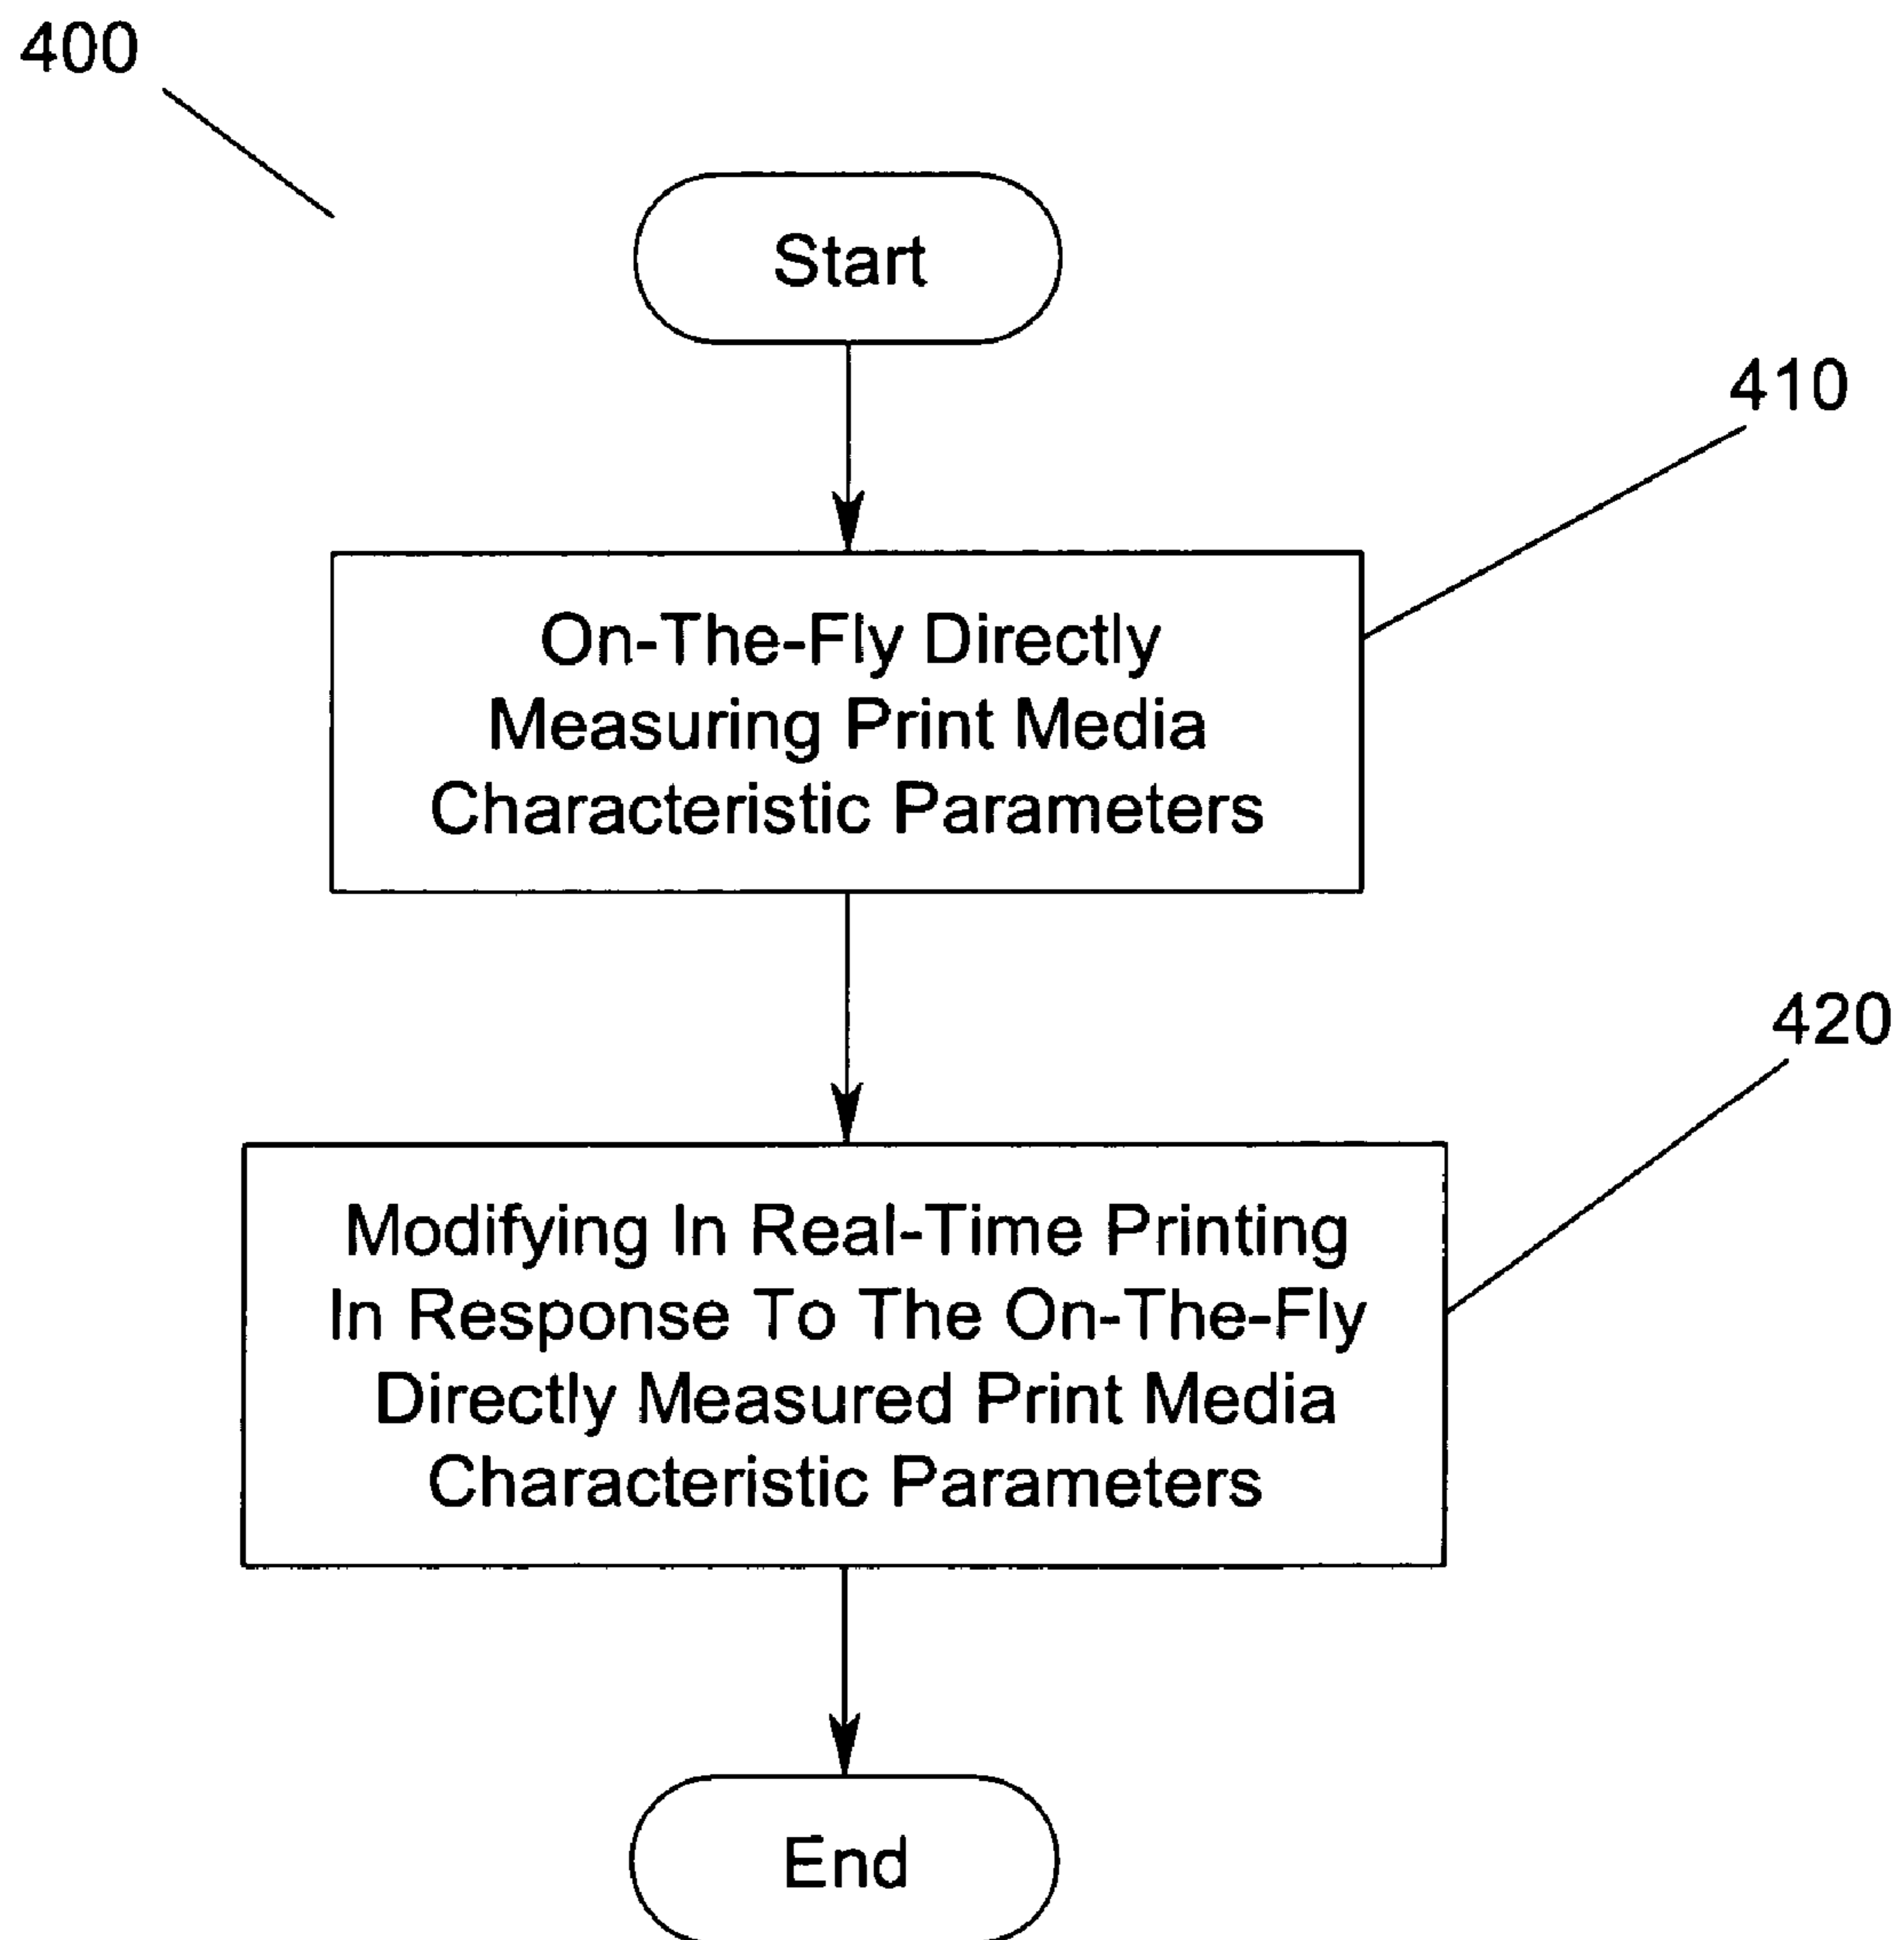 400
Start
410
On-The-Fly Directly
Measuring Print Media
Characteristic Parameters
420
Modifying In Real-Time Printing
In Response To The On-The-Fly
Directly Measured Print Media
Characteristic Parameters
End